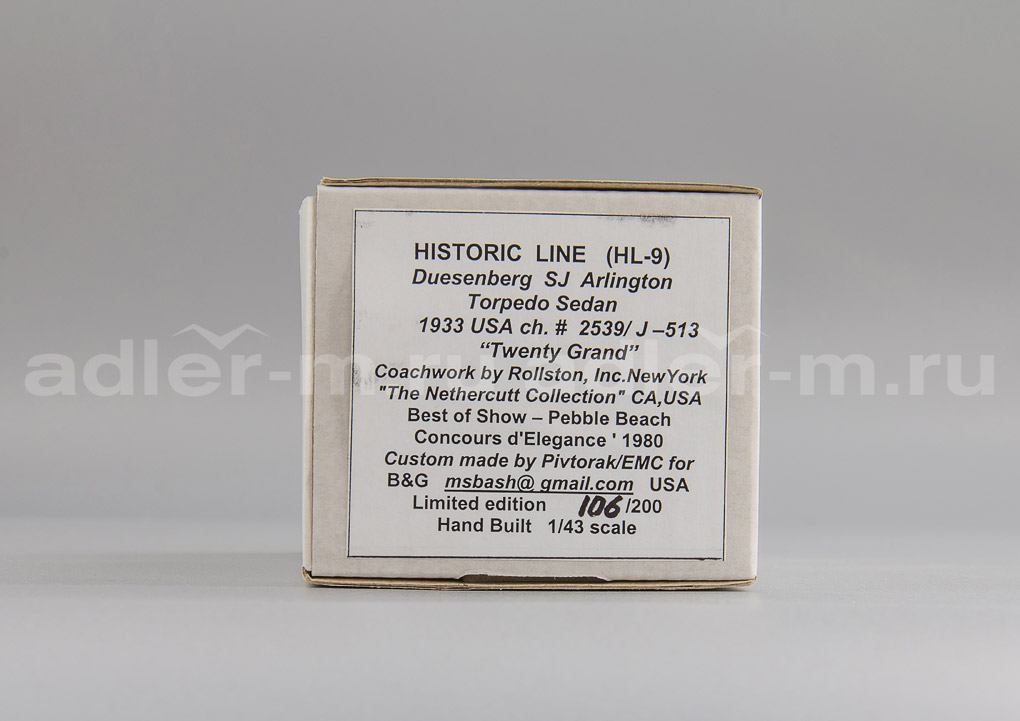 HISTORIC LINE (HL-9)
Duesenberg SJ Arlington
Torpedo Sedan
1933 USA ch. # 2539/ J –513
“Twenty Grand”
Coachwork by Rollston, Inc.NewYork
"The Nethercutt Collection" CA,USA
Best of Show – Pebble Beach
Concours d'Elegance ' 1980
Custom made by Pivtorak/EMC for
B&G msbash@ gmail.com USA
Limited edition 106/200
Hand Built 1/43 scale
adler-m.ru adler-m.ru